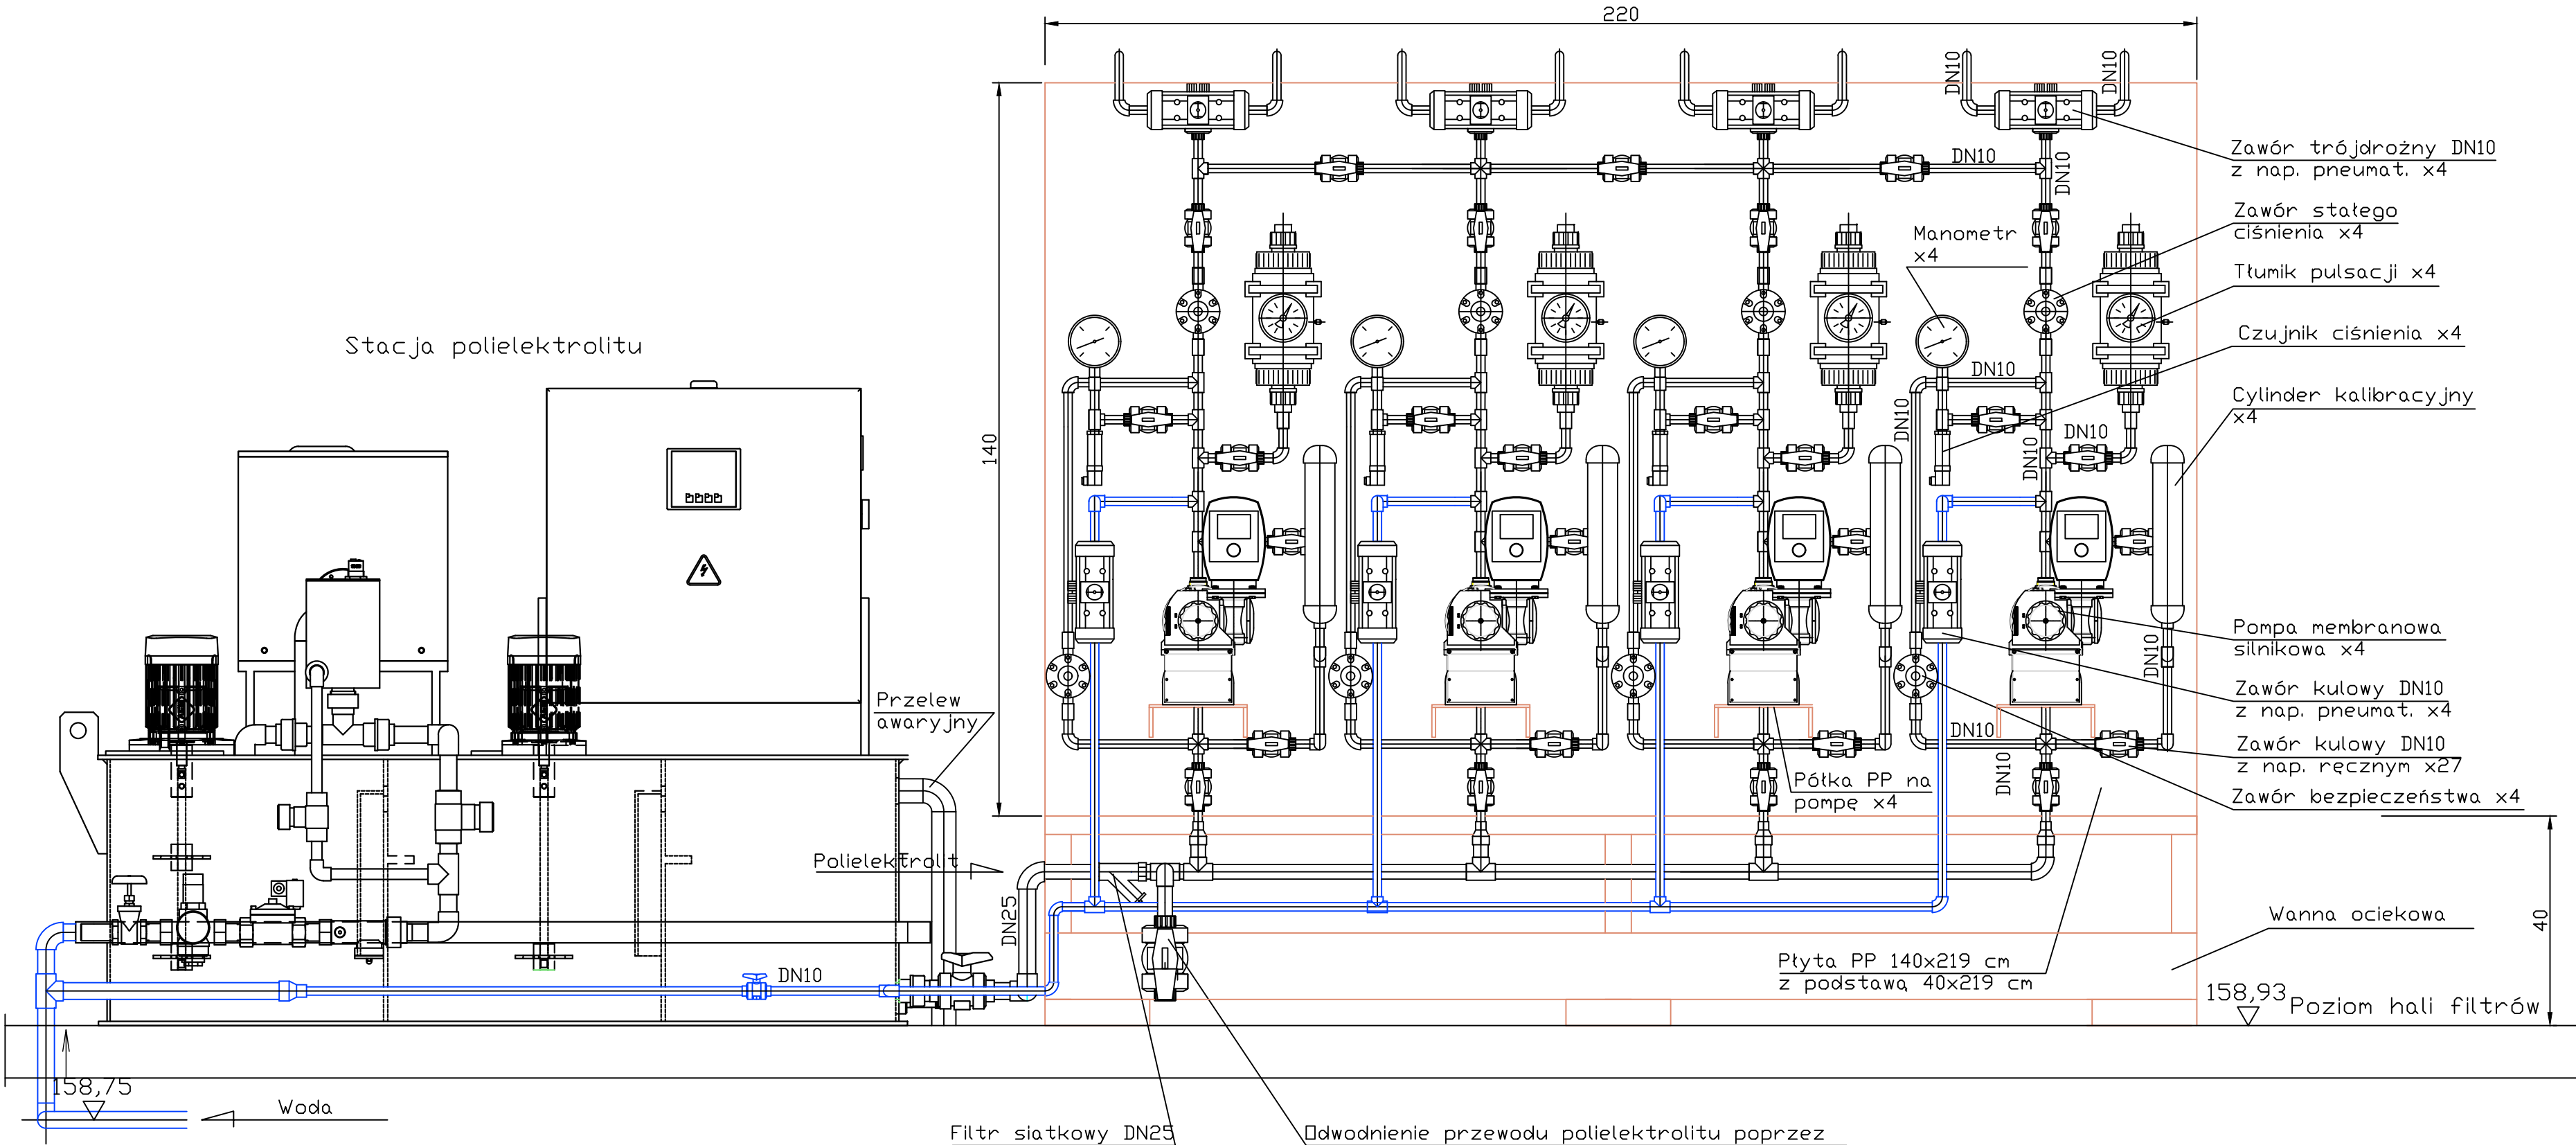 220
DN10
DN10
DN10
DN10
Zawór trójdrożny DN10
z nap. pneumat. x4
Zawór stałego
ciśnienia x4
Manometr
x4
Tłumik pulsacji x4
140
Stacja polielektrolitu
Czujnik ciśnienia x4
DN10
DN10
Cylinder kalibracyjny
x4
DN10
DN10
Pompa membranowa
silnikowa x4
DN10
Przelew
awaryjny
Zawór kulowy DN10
z nap. pneumat. x4
DN10
Zawór kulowy DN10
z nap. ręcznym x27
DN10
Półka PP na
pompę x4
Zawór bezpieczeństwa x4
Polielektrolit
DN25
Wanna ociekowa
40
DN10
Płyta PP 140x219 cm
z podstawą 40x219 cm
158,93
Poziom hali filtrów
158,75
Woda
Filtr siatkowy DN25
Odwodnienie przewodu polielektrolitu poprzez